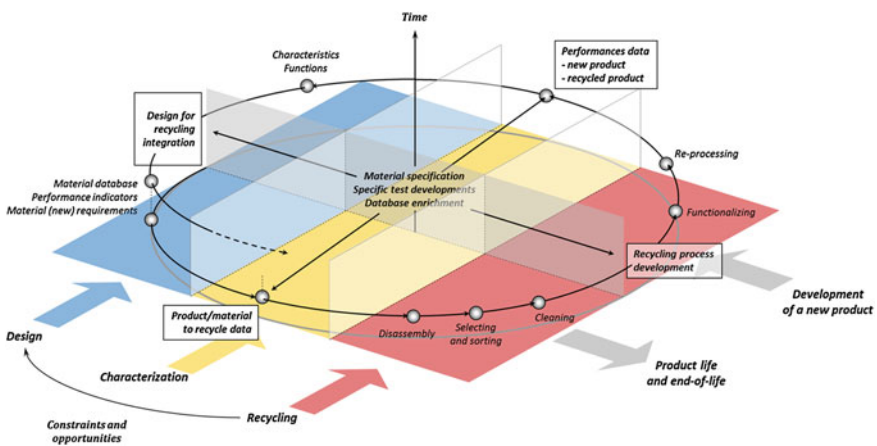 Time
Characteristics
Functions
Performances data
- new product
- recycled product
Design for
recycling
integration
Re-processing
Material specification
Specific test developments
Database enrichment
Material database
Performance indicators
Material (new) requirements
Functionalizing
Recycling process
development
Product/material
to recycle data
Disassembly
Selecting
and sorting
Cleaning
Development
of a new product
Design
Characterization
Product life
and end-of-life
Recycling
Constraints and
opportunities